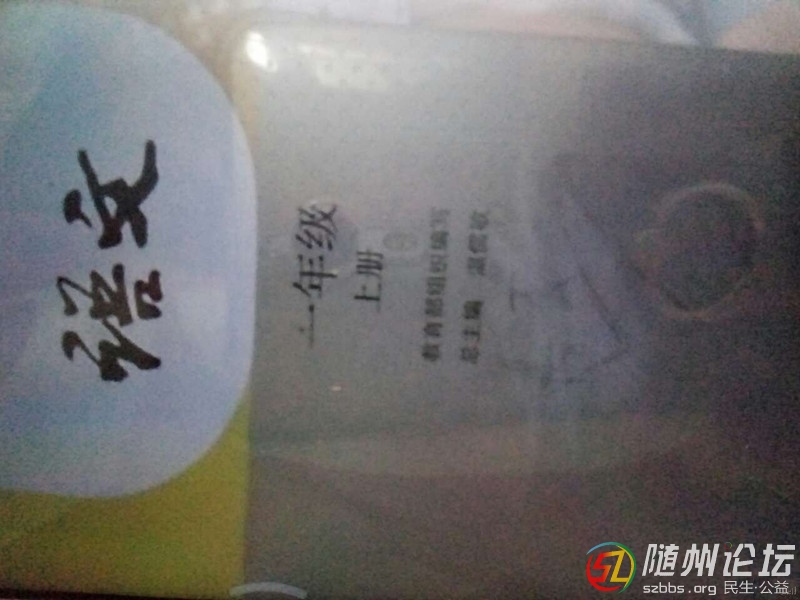 语文
一年级
上册
教育部组织编写
总主编 温儒敏
随州论坛
szbbs.org 民生·公益